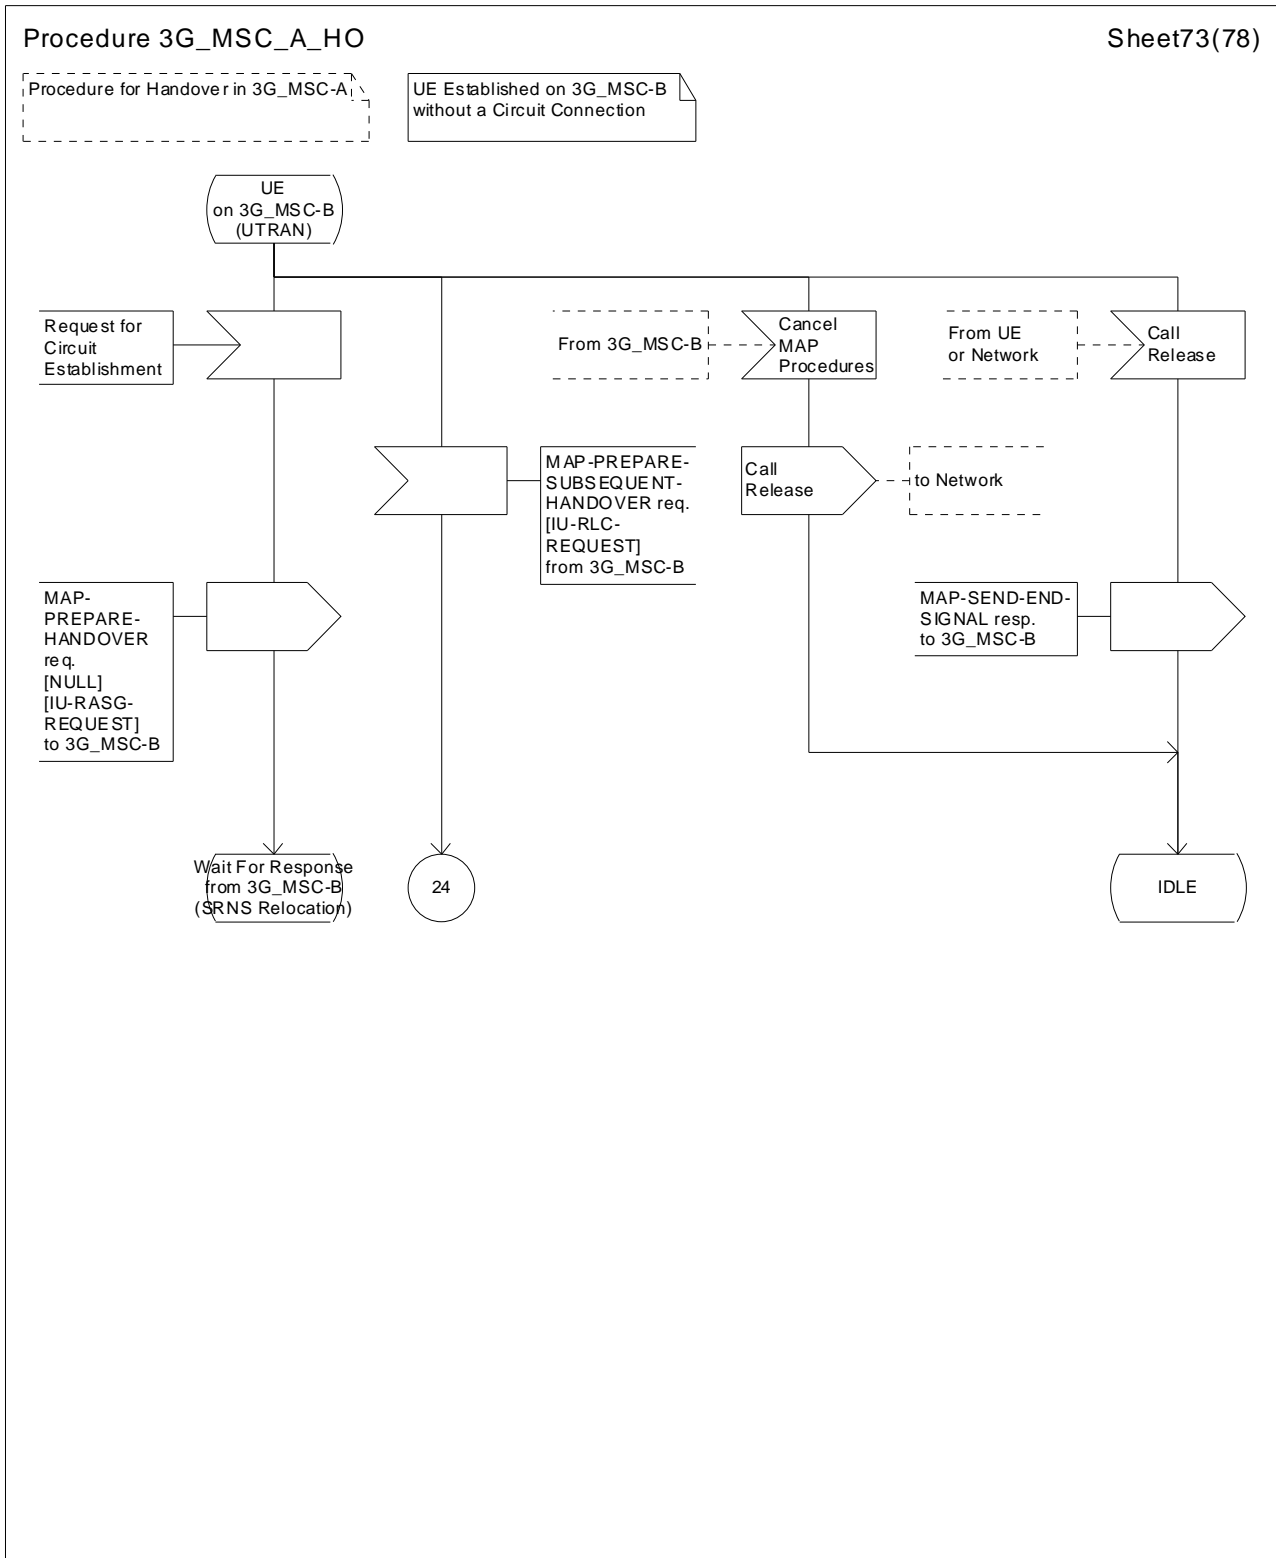 Procedure 3G_MSC_A_HO
Sheet73(78)
Procedure for Handover in 3G_MSC-A
UE Established on 3G_MSC-B
without a Circuit Connection
UE
on 3G_MSC-B
(UTRAN)
Request for
Circuit
Establishment
From 3G_MSC-B
Cancel
MAP
Procedures
From UE
or Network
Call
Release
MAP-PREPARE-
SUBSEQUENT-
HANDOVER req.
[IU-RLC-
REQUEST]
from 3G_MSC-B
Call
Release
to Network
MAP-
PREPARE-
HANDOVER
req.
[NULL]
[IU-RASG-
REQUEST]
to 3G_MSC-B
MAP-SEND-END-
SIGNAL resp.
to 3G_MSC-B
Wait For Response
from 3G_MSC-B
(SRNS Relocation)
24
IDLE